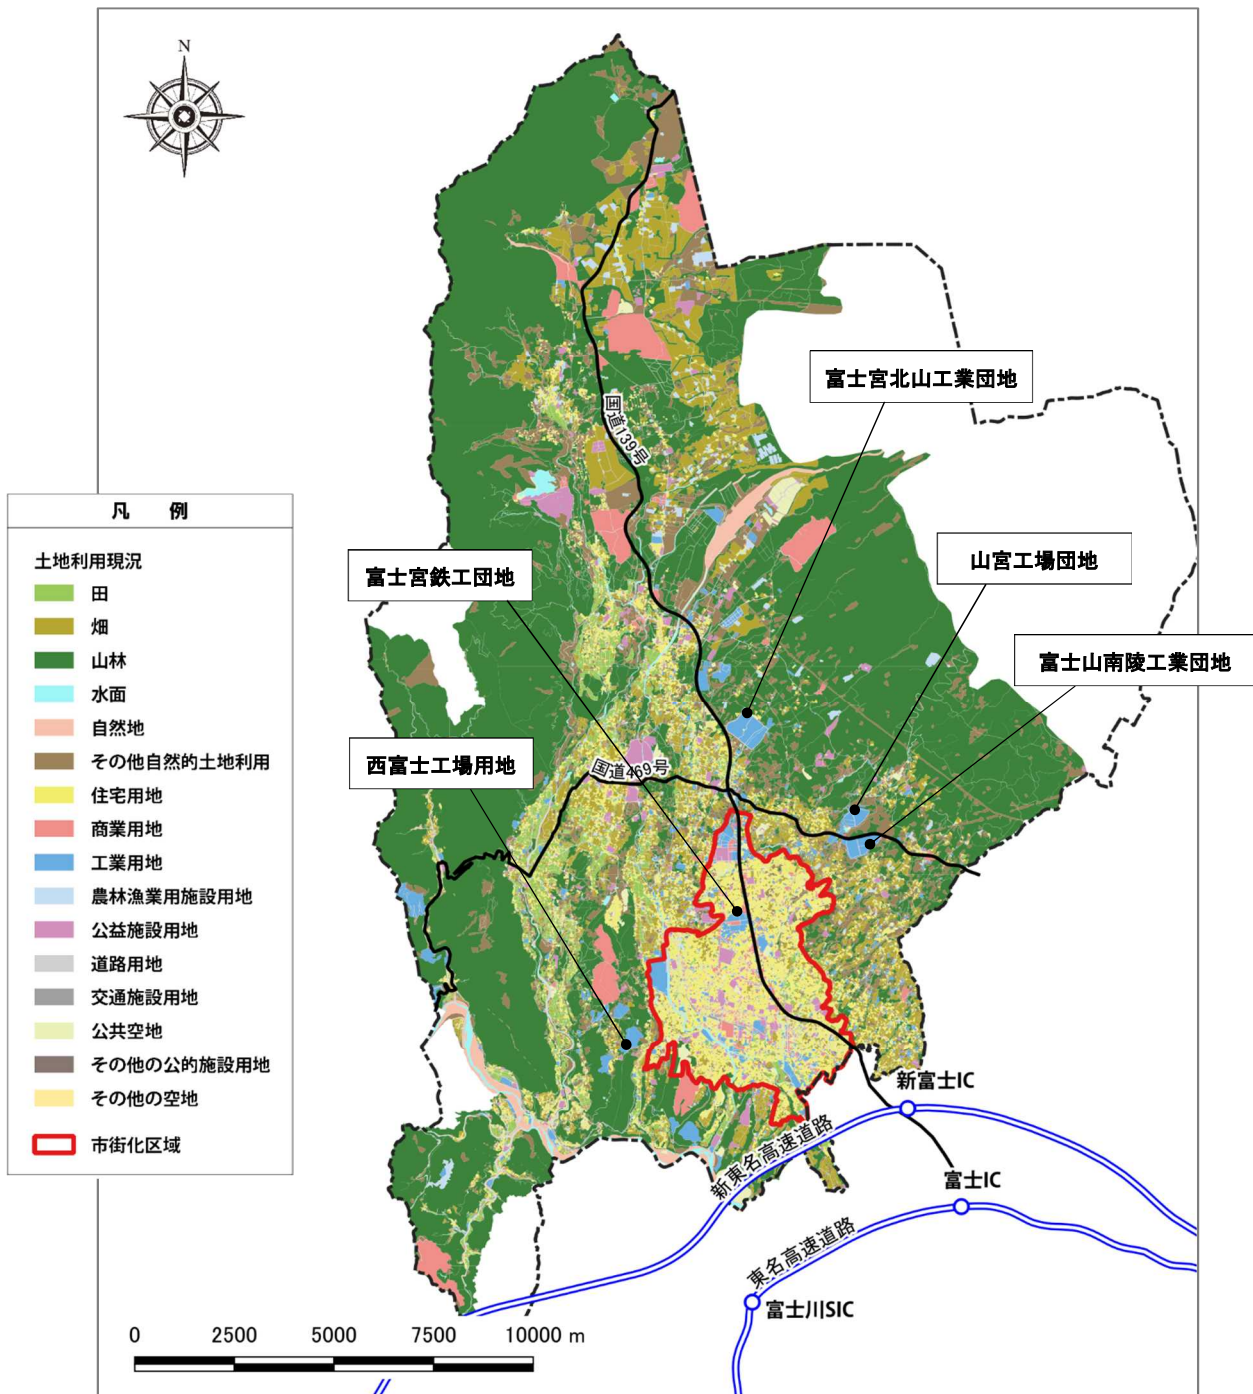 N
富士宮北山工業団地
国道139号
山宮工場団地
富士宮鉄工団地
富士山南陵工業団地
西富士工場用地
国道469号
凡 例
土地利用現況
田
畑
山林
水面
自然地
その他自然的土地利用
住宅用地
商業用地
工業用地
農林漁業用施設用地
公益施設用地
道路用地
交通施設用地
公共空地
その他の公的施設用地
その他の空地
市街化区域
新富士IC
新東名高速道路
富士IC
東名高速道路
富士川SIC
0 2500 5000 7500 10000 m